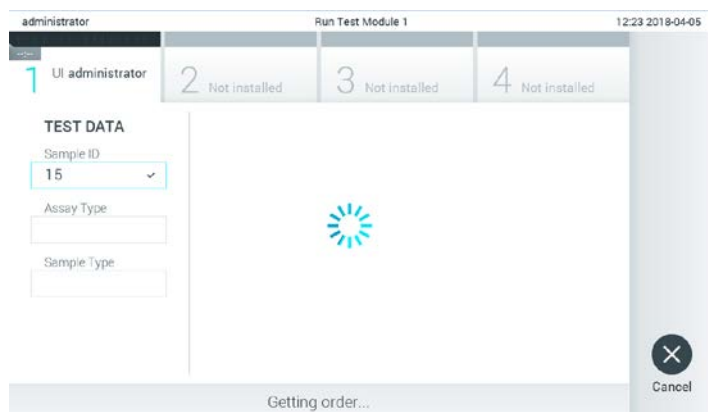 administrator Run Test Module 1 12:23 2018-04-05
--:--
1 UI administrator 2 Not installed 3 Not installed 4 Not installed
TEST DATA
Sample ID
15
Assay Type
Sample Type
Cancel
Getting order...